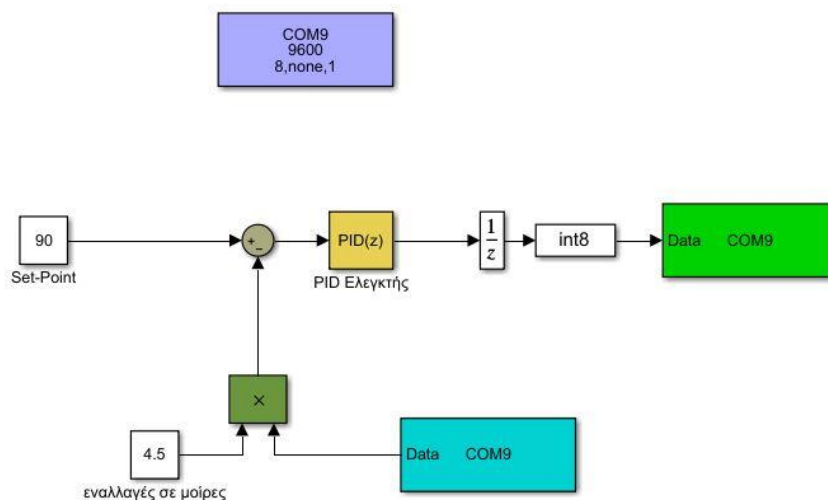 COM9
9600
8,none,1
90
+
−
PID(z)
1
z
int8
Data COM9
Set-Point
PID Ελεγκτής
×
4.5
Data COM9
εναλλαγές σε μοίρες